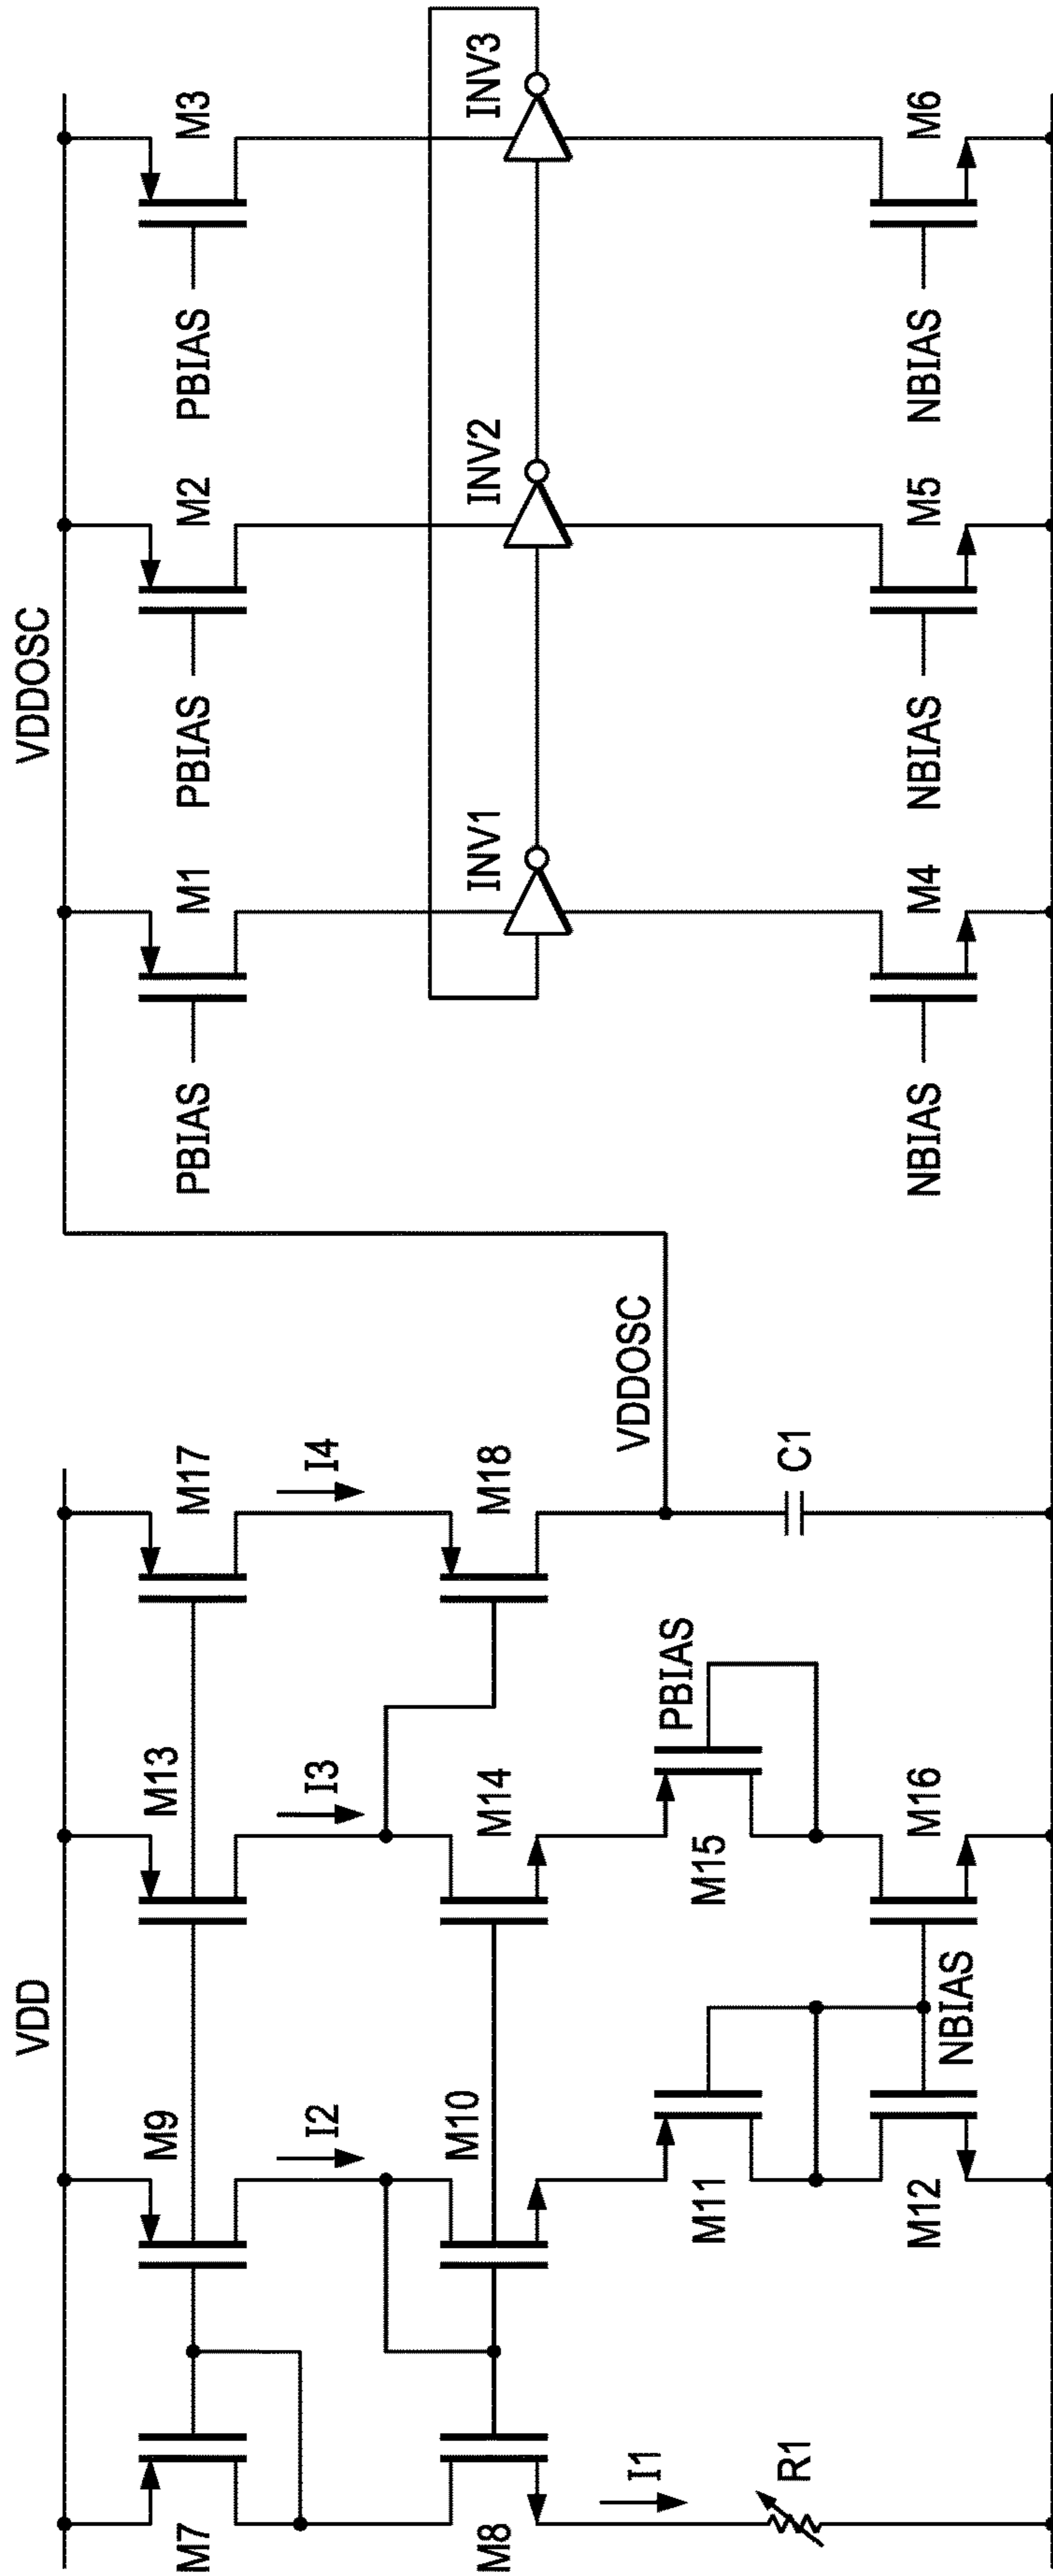 VDD
VDDOSC
M7
M9
M13
M17
PBIAS
M1
PBIAS
M2
PBIAS
M3
I2
I3
I4
M8
M10
M14
M18
INV1
INV2
INV3
I1
VDDOSC
M11
M15
PBIAS
R1
C1
M12
NBIAS
M16
NBIAS
M4
NBIAS
M5
NBIAS
M6